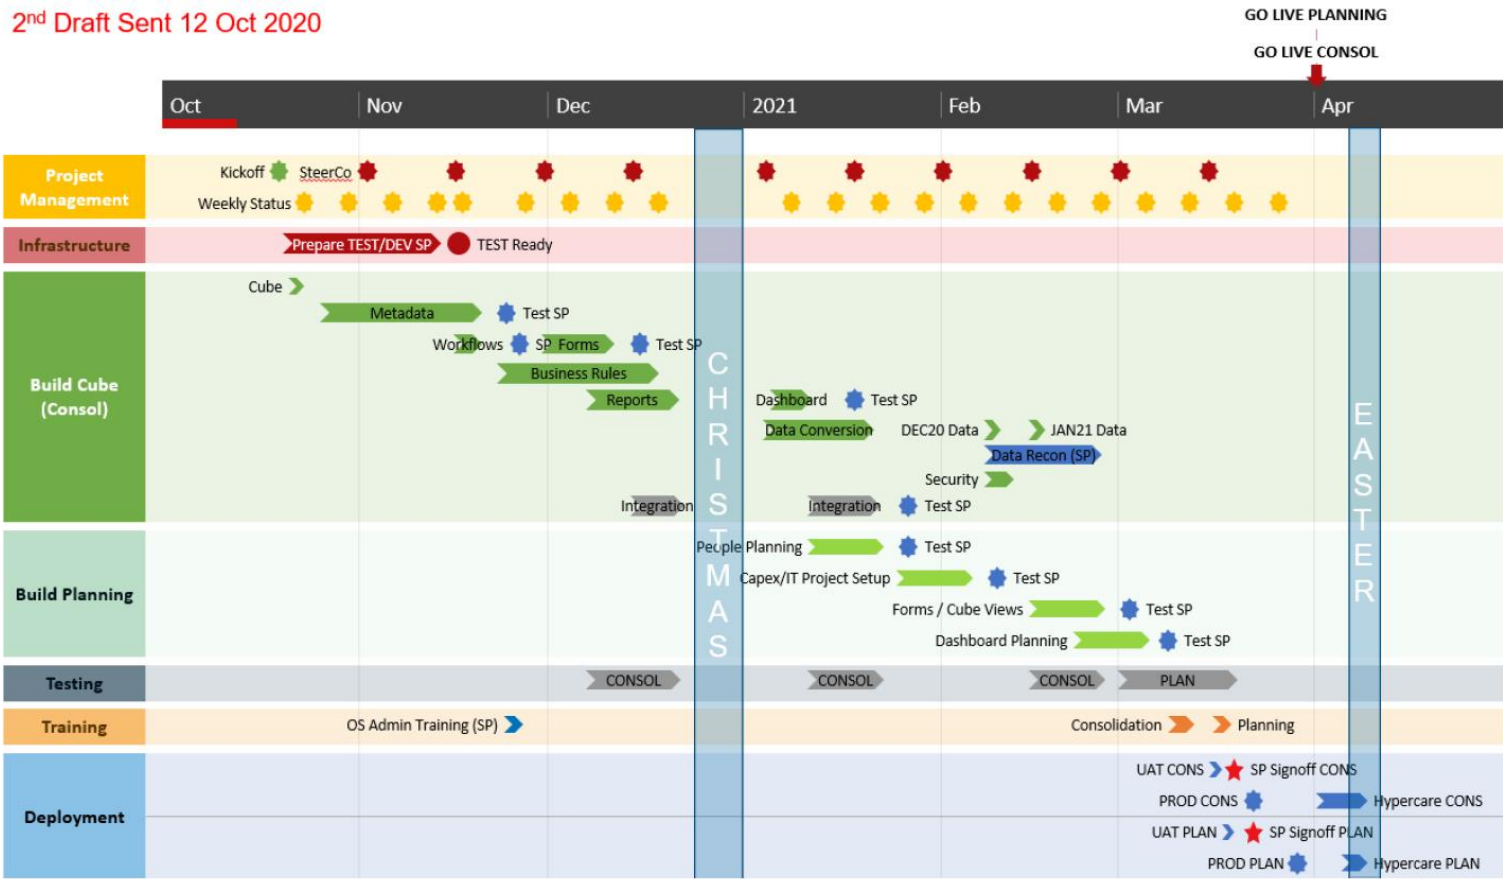 2nd Draft Sent 12 Oct 2020
GO LIVE PLANNING
GO LIVE CONSOL
Oct Nov Dec 2021 Feb Mar Apr
Project
Management
Kickoff SteerCo
Weekly Status
Infrastructure
Prepare TEST/DEV SP TEST Ready
Build Cube
(Consol)
Cube
Metadata Test SP
Workflows SP Forms Test SP
Business Rules
Reports Dashboard Test SP
Data Conversion DEC20 Data JAN21 Data
Data Recon (SP)
Security
Integration Integration Test SP
CHRISTMAS
EASTER
Build Planning
People Planning Test SP
Capex/IT Project Setup Test SP
Forms / Cube Views Test SP
Dashboard Planning Test SP
Testing
CONSOL CONSOL CONSOL PLAN
Training
OS Admin Training (SP) Consolidation Planning
Deployment
UAT CONS SP Signoff CONS
PROD CONS Hypercare CONS
UAT PLAN SP Signoff PLAN
PROD PLAN Hypercare PLAN